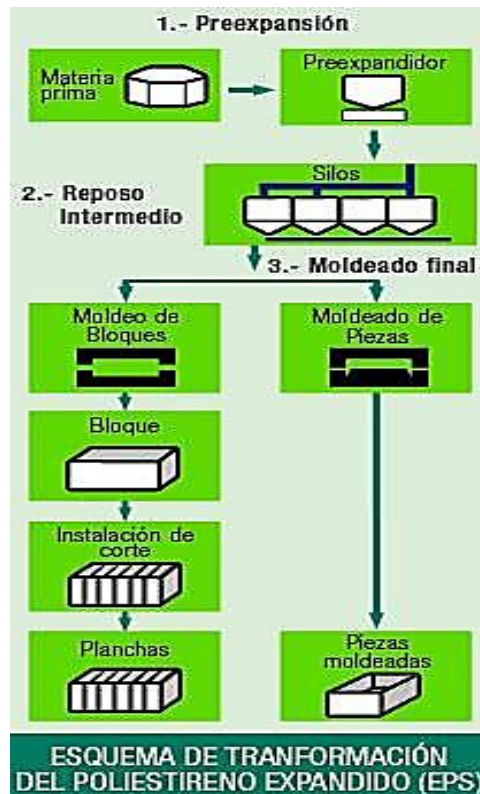 1.- Preexpansión
Materia
prima
Preexpandidor
Silos
2.- Reposo
Intermedio
3.- Moldeado final
Moldeo de
Bloques
Moldeado de
Piezas
Bloque
Instalación de
corte
Planchas
Piezas
moldeadas
ESQUEMA DE TRANFORMACIÓN
DEL POLIESTIRENO EXPANDIDO (EPS)